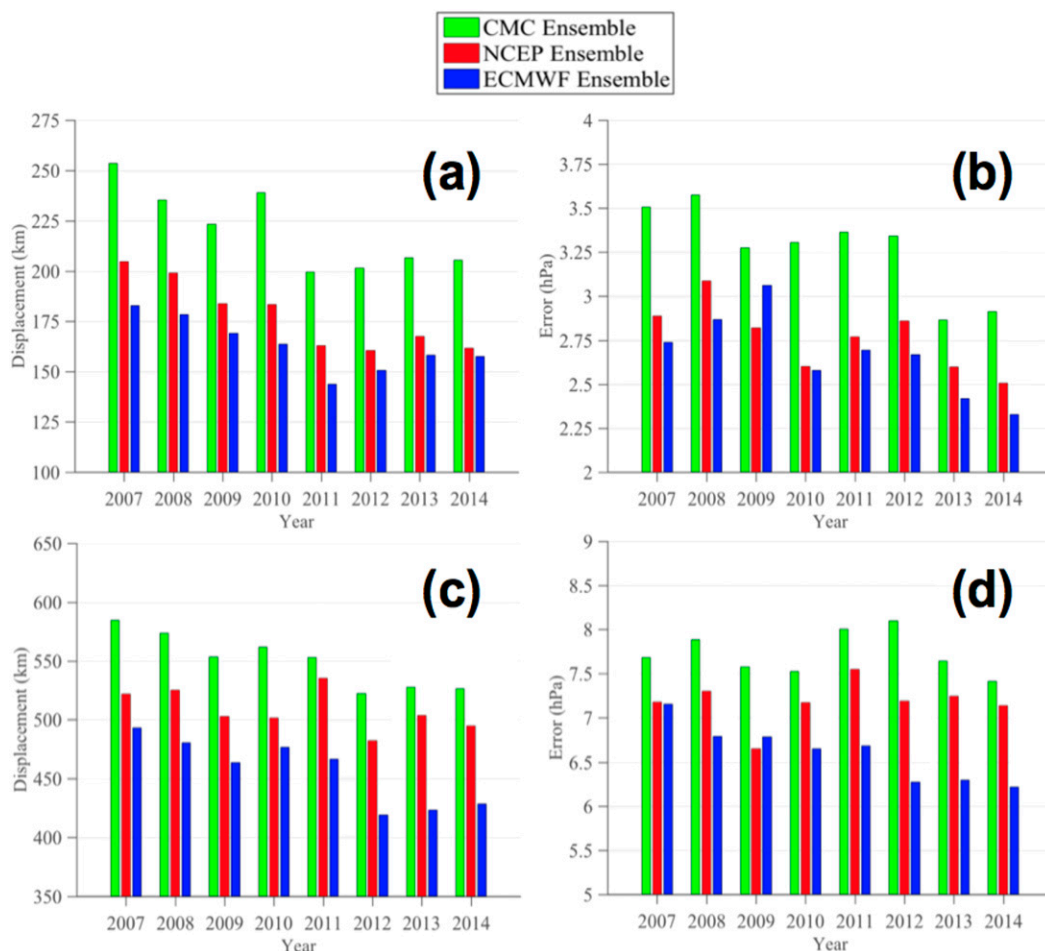 CMC Ensemble
NCEP Ensemble
ECMWF Ensemble
(a)
Displacement (km)
275
250
225
200
175
150
125
100
2007 2008 2009 2010 2011 2012 2013 2014
Year
(b)
Error (hPa)
4
3.75
3.5
3.25
3
2.75
2.5
2.25
2
2007 2008 2009 2010 2011 2012 2013 2014
Year
(c)
Displacement (km)
650
600
550
500
450
400
350
2007 2008 2009 2010 2011 2012 2013 2014
Year
(d)
Error (hPa)
9
8.5
8
7.5
7
6.5
6
5.5
5
2007 2008 2009 2010 2011 2012 2013 2014
Year